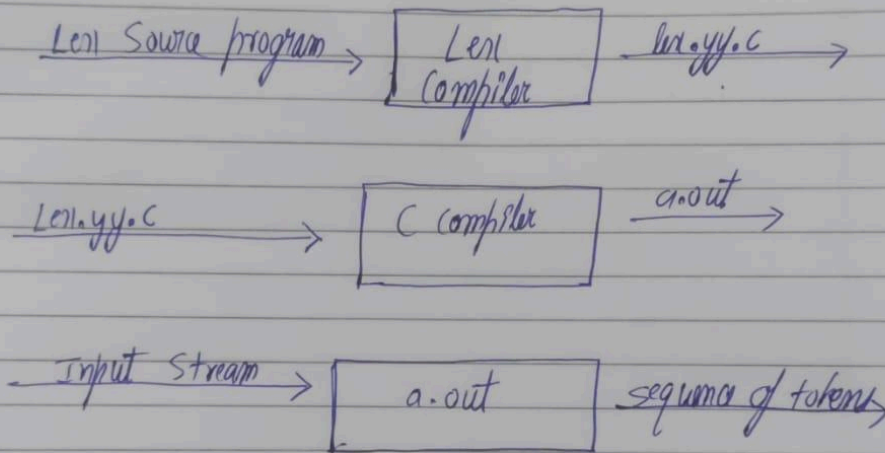 Lex Source program Lex lex.yy.c
Compiler
Lex.yy.c C compiler a.out
Input Stream a.out sequence of tokens